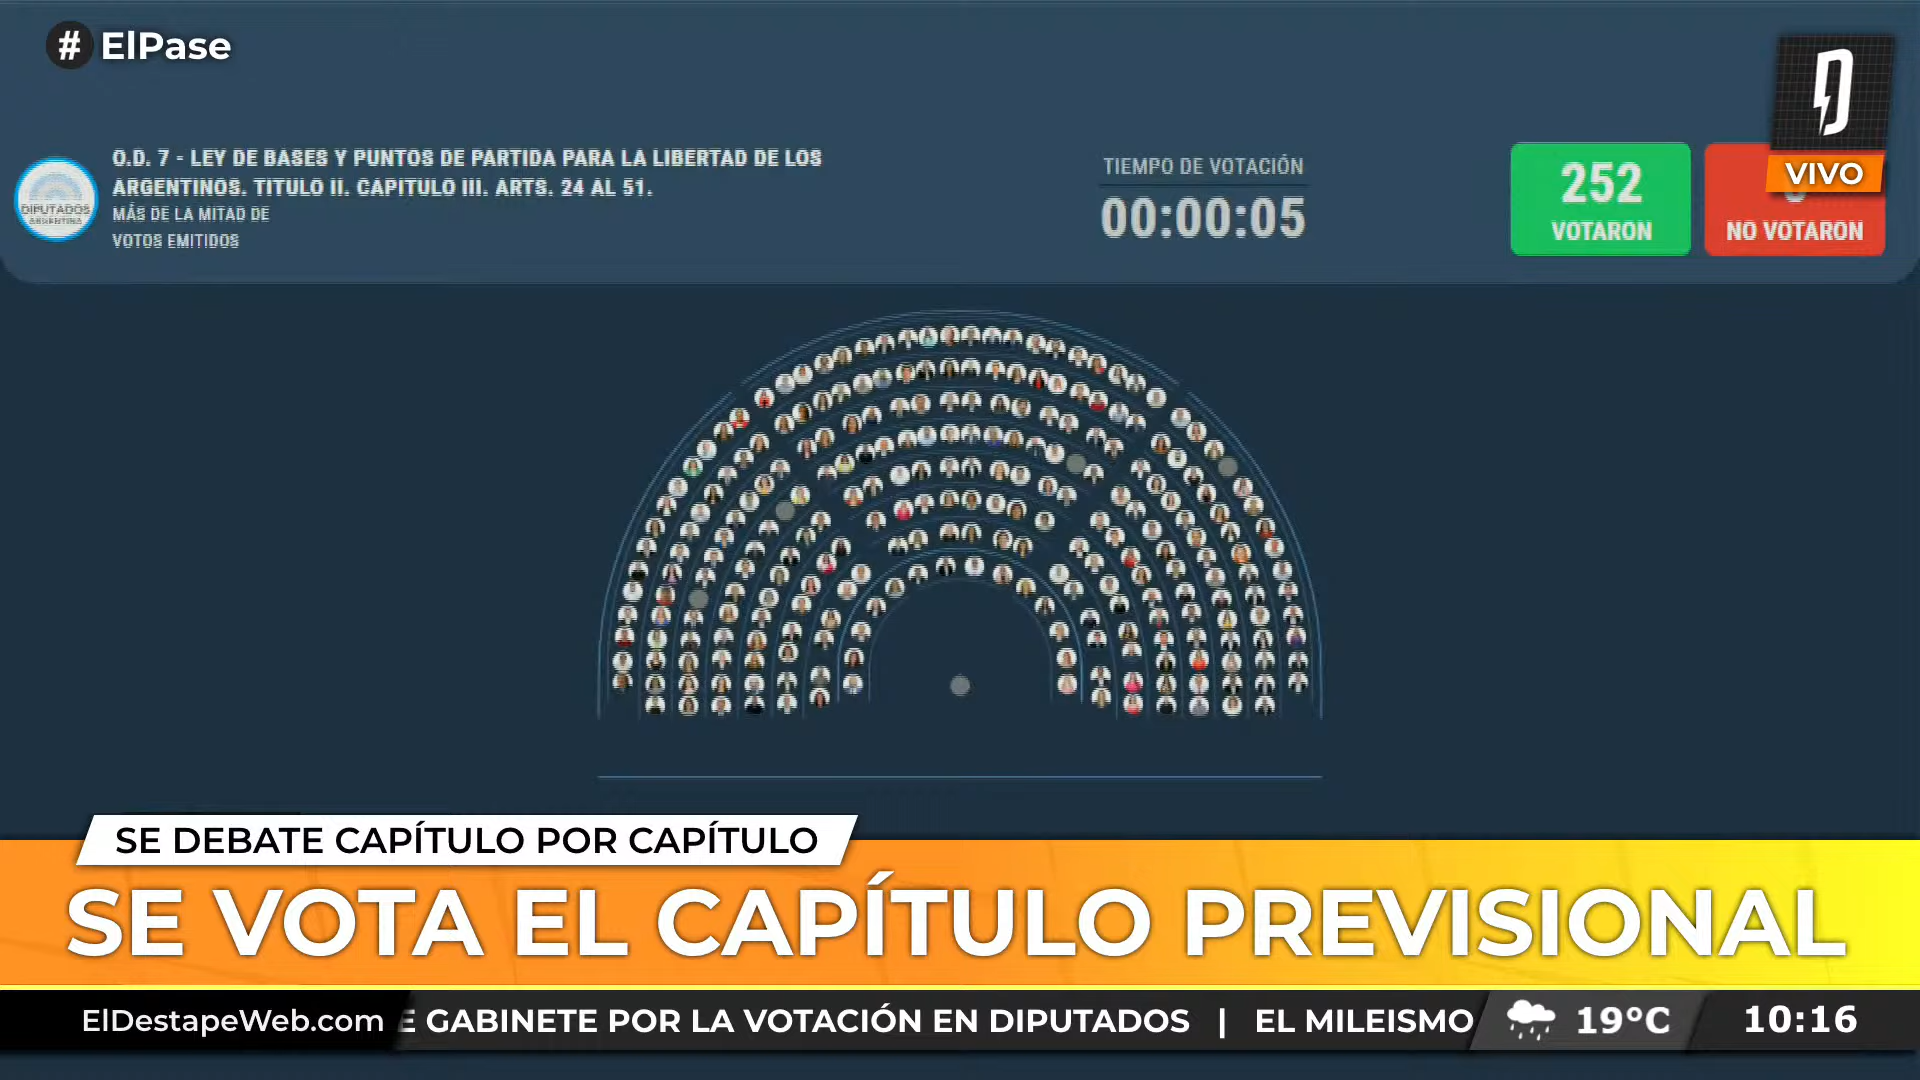 # ElPase
VIVO
O.D. 7 - LEY DE BASES Y PUNTOS DE PARTIDA PARA LA LIBERTAD DE LOS
ARGENTINOS. TITULO II. CAPITULO III. ARTS. 24 AL 51.
MÁS DE LA MITAD DE
VOTOS EMITIDOS
DIPUTADOS
ARGENTINA
TIEMPO DE VOTACIÓN
00:00:05
252
VOTARON
NO VOTARON
SE DEBATE CAPÍTULO POR CAPÍTULO
SE VOTA EL CAPÍTULO PREVISIONAL
ElDestapeWeb.com
E GABINETE POR LA VOTACIÓN EN DIPUTADOS | EL MILEISMO
19°C
10:16